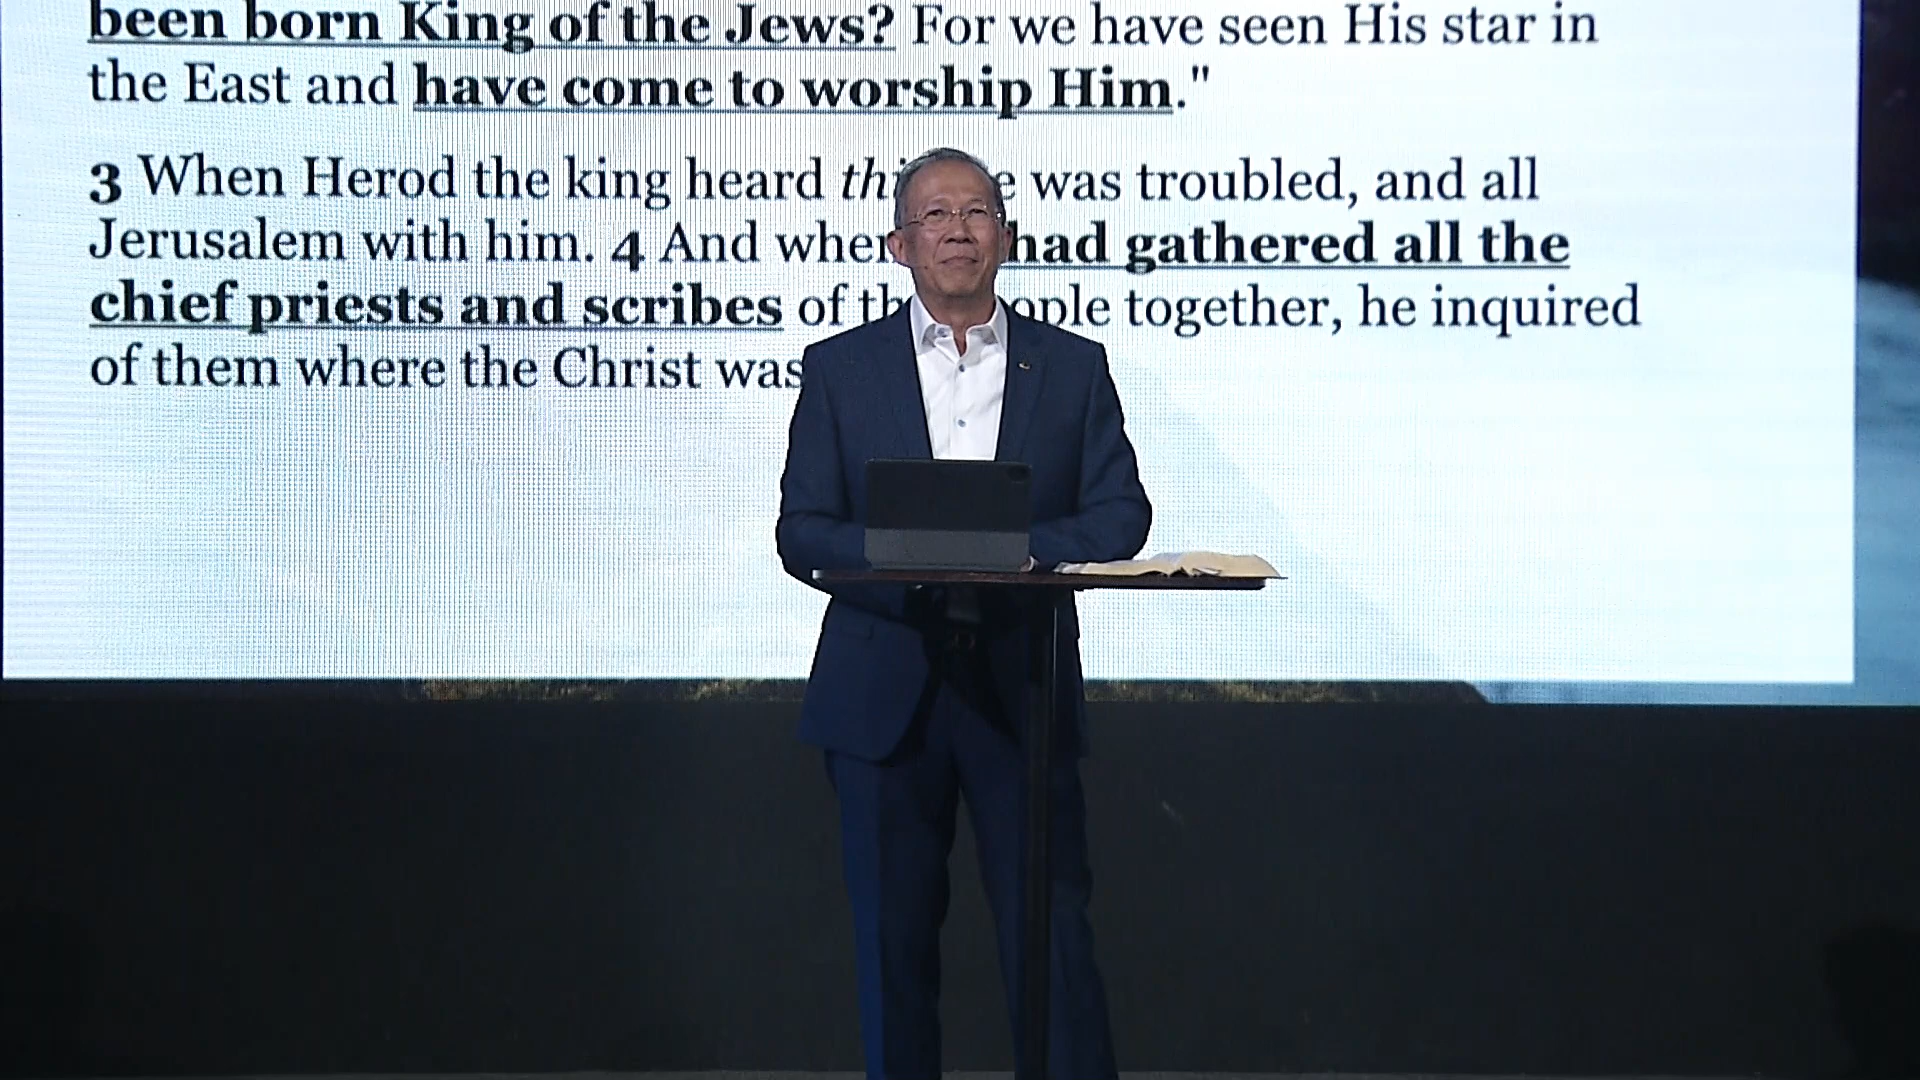 been born King of the Jews? For we have seen His star in
the East and have come to worship Him."
3 When Herod the king heard was troubled, and all
Jerusalem with him. 4 And had gathered all the
chief priests and scribes of together, he inquired
of them where the Christ was